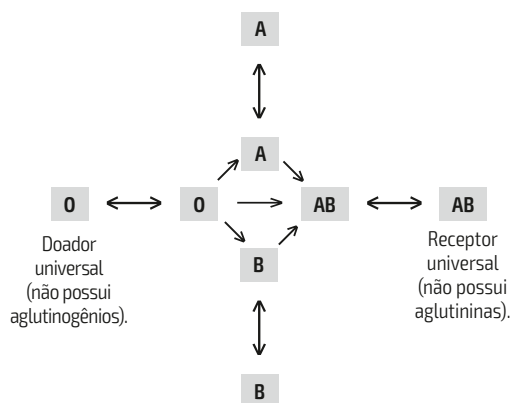 A
A
O
O
AB
AB
Doador
universal
(não possui
aglutinogênios).
Receptor
universal
(não possui
aglutininas).
B
B